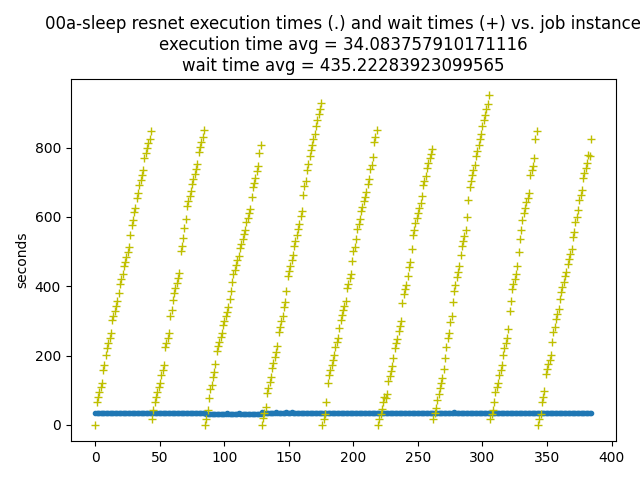 00a-sleep resnet execution times (.) and wait times (+) vs. job instance
execution time avg = 34.083757910171116
wait time avg = 435.22283923099565
800
600
400
200
0
seconds
0 50 100 150 200 250 300 350 400